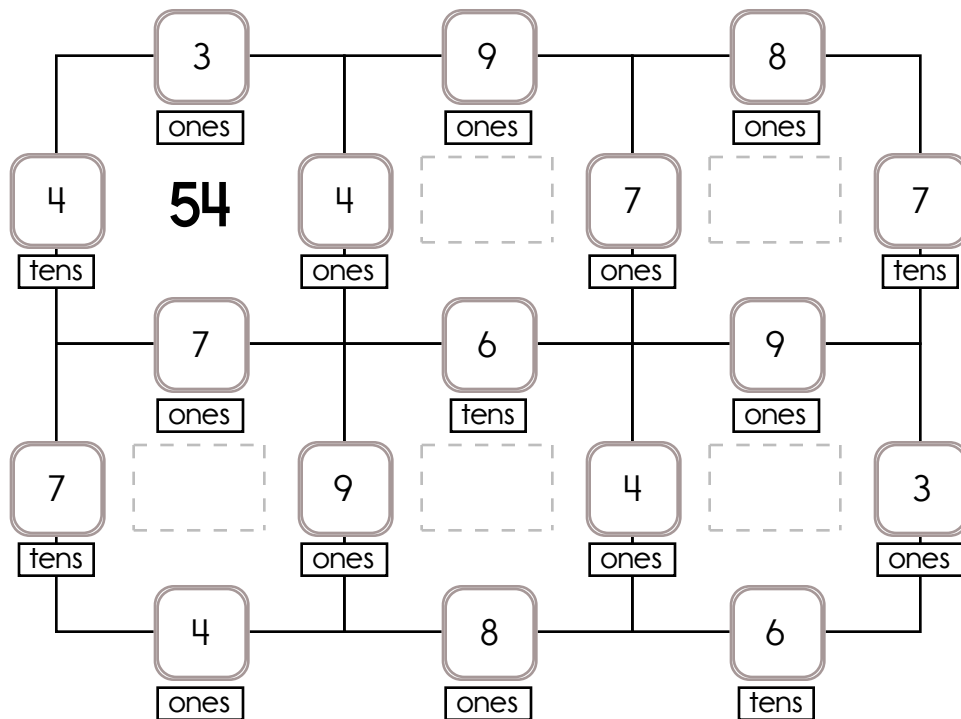 3 9 8
ones ones ones
4 54 4 7 7
tens ones ones tens
7 6 9
ones tens ones
7 9 4 3
tens ones ones ones
4 8 6
ones ones tens